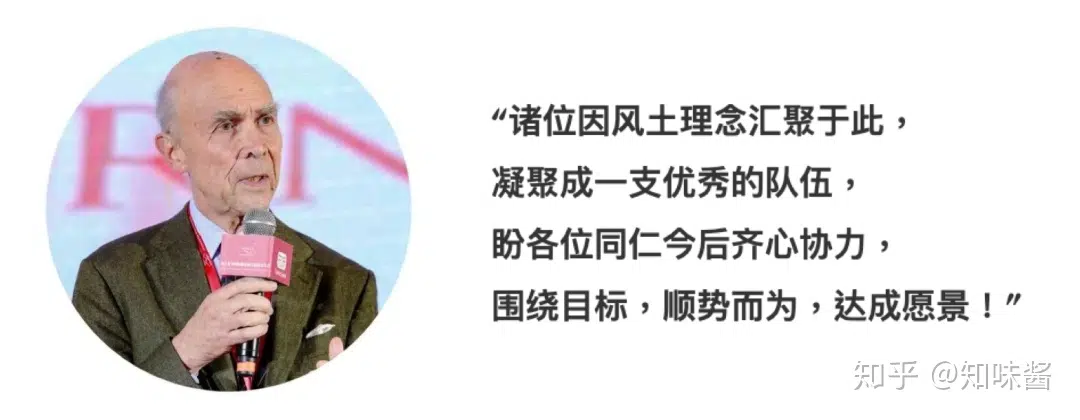 “诸位因风土理念汇聚于此，
凝聚成一支优秀的队伍，
盼各位同仁今后齐心协力，
围绕目标，顺势而为，达成愿景！”
知乎 @知味酱